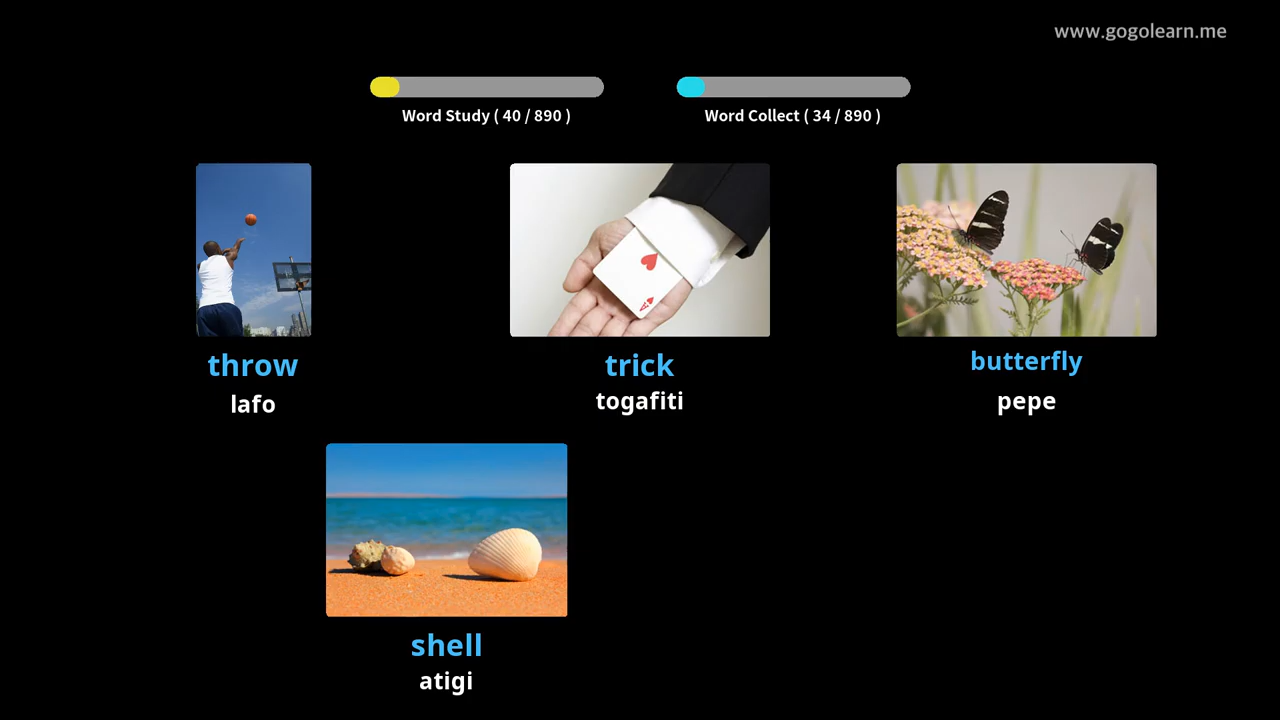 www.gogolearn.me
Word Study ( 40 / 890 )
Word Collect ( 34 / 890 )
throw
lafo
trick
togafiti
butterfly
pepe
shell
atigi